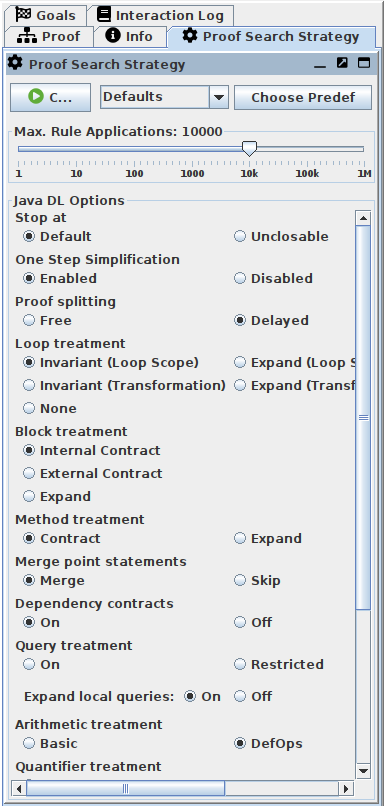 Goals Interaction Log
Proof Info Proof Search Strategy
Proof Search Strategy
C... Defaults Choose Predef
Max. Rule Applications: 10000
1 10 100 1000 10k 100k 1M
Java DL Options
Stop at
Default Unclosable
One Step Simplification
Enabled Disabled
Proof splitting
Free Delayed
Loop treatment
Invariant (Loop Scope) Expand (Loop S
Invariant (Transformation) Expand (Transf
None
Block treatment
Internal Contract
External Contract
Expand
Method treatment
Contract Expand
Merge point statements
Merge Skip
Dependency contracts
On Off
Query treatment
On Restricted
Expand local queries: On Off
Arithmetic treatment
Basic DefOps
Quantifier treatment